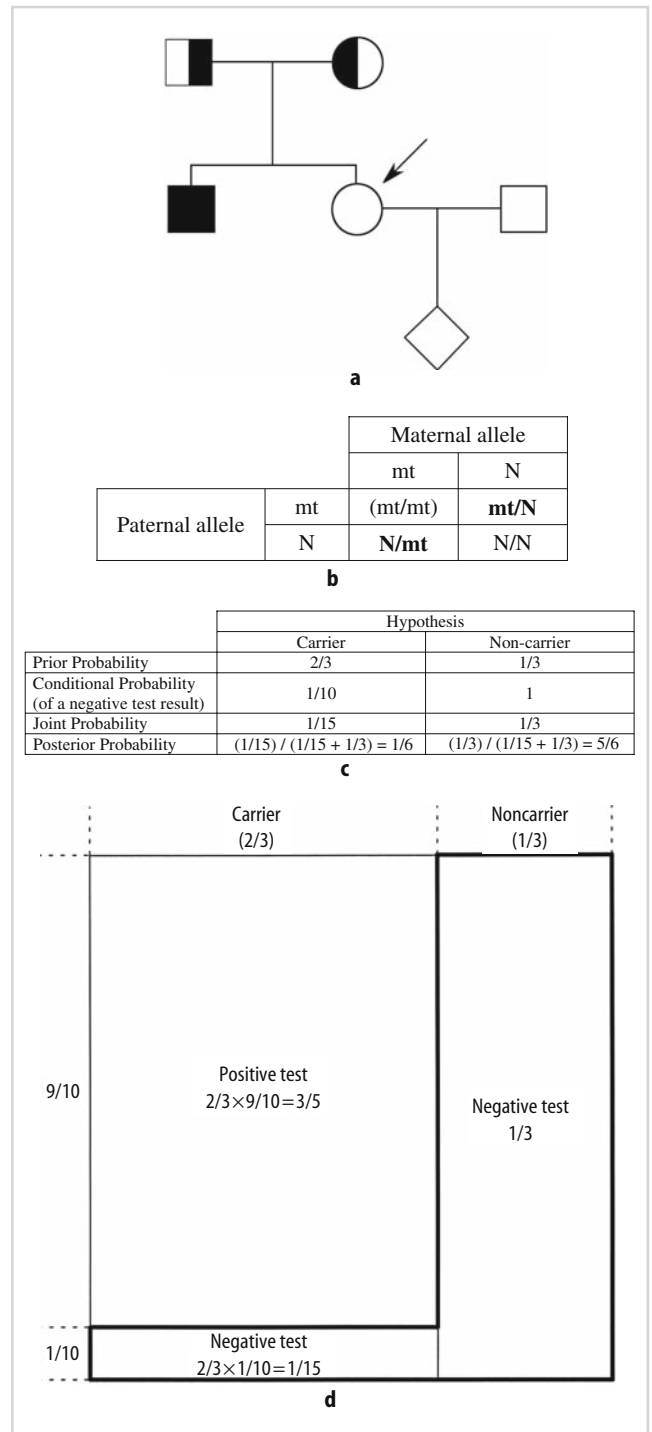 a
Maternal allele
mt N
Paternal allele mt (mt/mt) mt/N
N N/mt N/N
b
Hypothesis
Carrier Non-carrier
Prior Probability 2/3 1/3
Conditional Probability
(of a negative test result) 1/10 1
Joint Probability 1/15 1/3
Posterior Probability (1/15) / (1/15 + 1/3) = 1/6 (1/3) / (1/15 + 1/3) = 5/6
c
Carrier Noncarrier
(2/3) (1/3)
9/10
Positive test
2/3×9/10=3/5
Negative test
1/3
1/10
Negative test
2/3×1/10=1/15
d